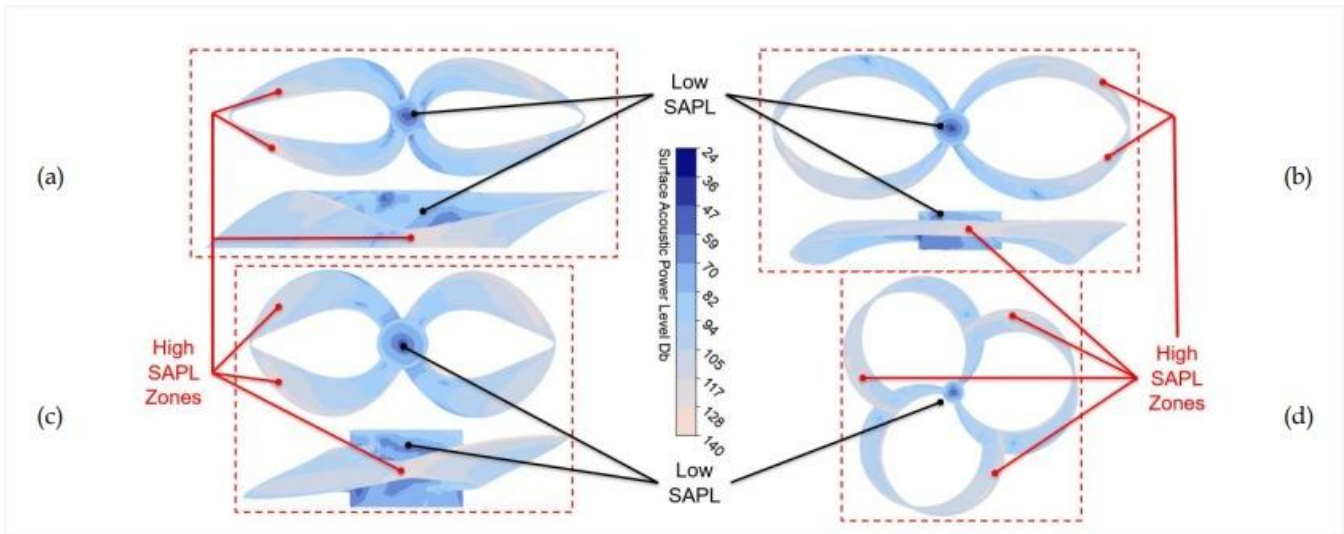 Low
SAPL
(a)
(b)
Surface Acoustic Power Level Db
24
36
47
59
70
82
94
105
117
128
140
High
SAPL
Zones
High
SAPL
Zones
(c)
(d)
Low
SAPL